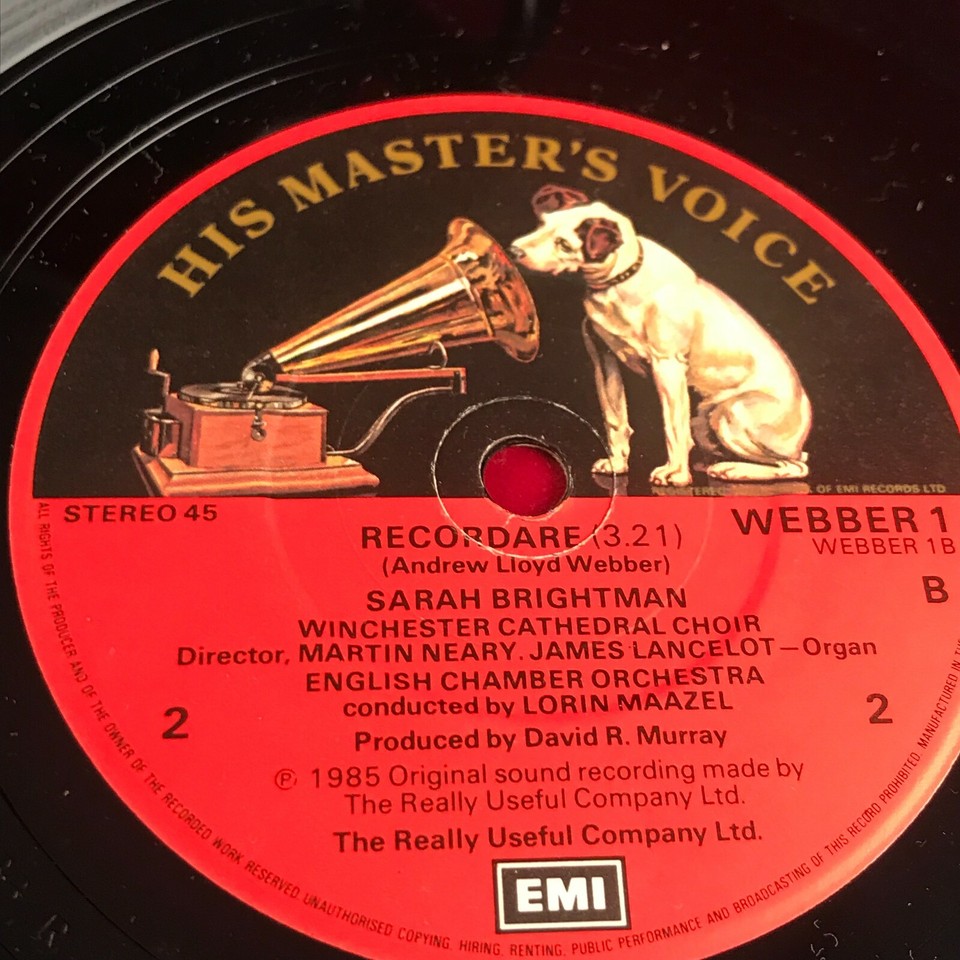 HIS MASTER'S VOICE
OF EMI RECORDS LTD
STEREO 45
WEBBER 1
WEBBER 1B
RECORDARE (3.21)
(Andrew Lloyd Webber)
B
SARAH BRIGHTMAN
WINCHESTER CATHEDRAL CHOIR
Director, MARTIN NEARY. JAMES LANCELOT–Organ
ENGLISH CHAMBER ORCHESTRA
conducted by LORIN MAAZEL
2
2
Produced by David R. Murray
℗ 1985 Original sound recording made by
The Really Useful Company Ltd.
The Really Useful Company Ltd.
EMI
ALL RIGHTS OF THE PRODUCER AND OF THE OWNER OF THE RECORDED WORK RESERVED. UNAUTHORISED COPYING, HIRING, RENTING, PUBLIC PERFORMANCE AND BROADCASTING OF THIS RECORD PROHIBITED. MANUFACTURED IN